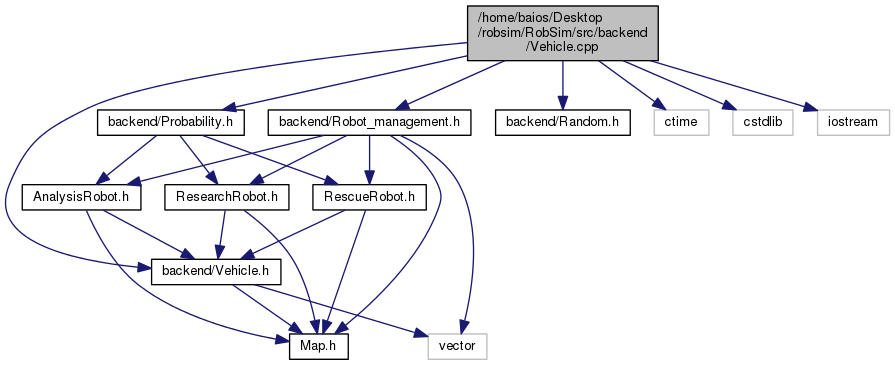 /home/baios/Desktop
/robsim/RobSim/src/backend
/Vehicle.cpp
backend/Probability.h
backend/Robot_management.h
backend/Random.h
ctime
cstdlib
iostream
AnalysisRobot.h
ResearchRobot.h
RescueRobot.h
backend/Vehicle.h
Map.h
vector